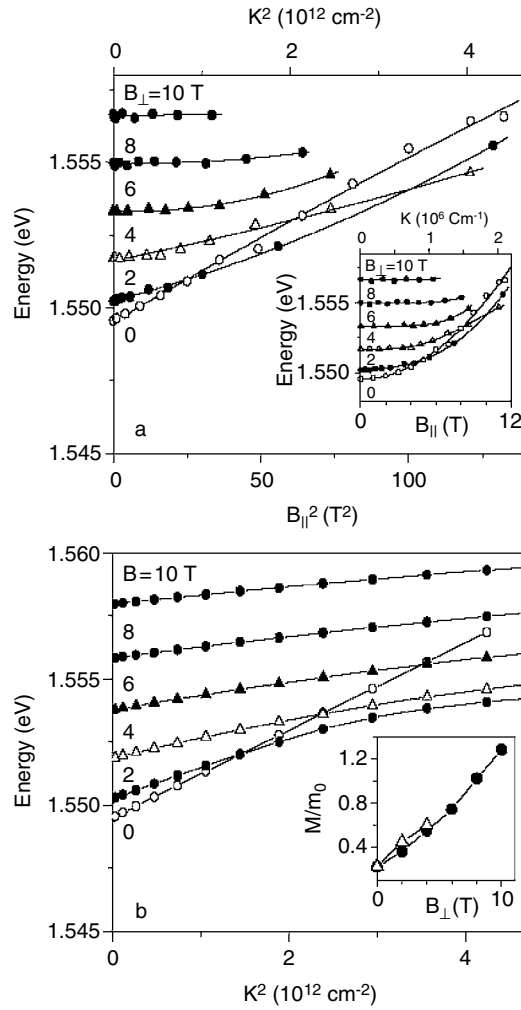 K² (10¹² cm⁻²)
0 2 4
B⊥=10 T
8
6
4
2
0
1.555
1.550
1.545
Energy (eV)
a
0 50 100
B||² (T²)
K (10⁶ Cm⁻¹)
0 1 2
B⊥=10 T
8
6
4
2
0
1.555
1.550
Energy (eV)
0 12
B|| (T)
1.560
1.555
1.550
1.545
Energy (eV)
B=10 T
8
6
4
2
0
b
0 2 4
K² (10¹² cm⁻²)
1.2
0.8
0.4
M/m₀
0 10
B⊥(T)